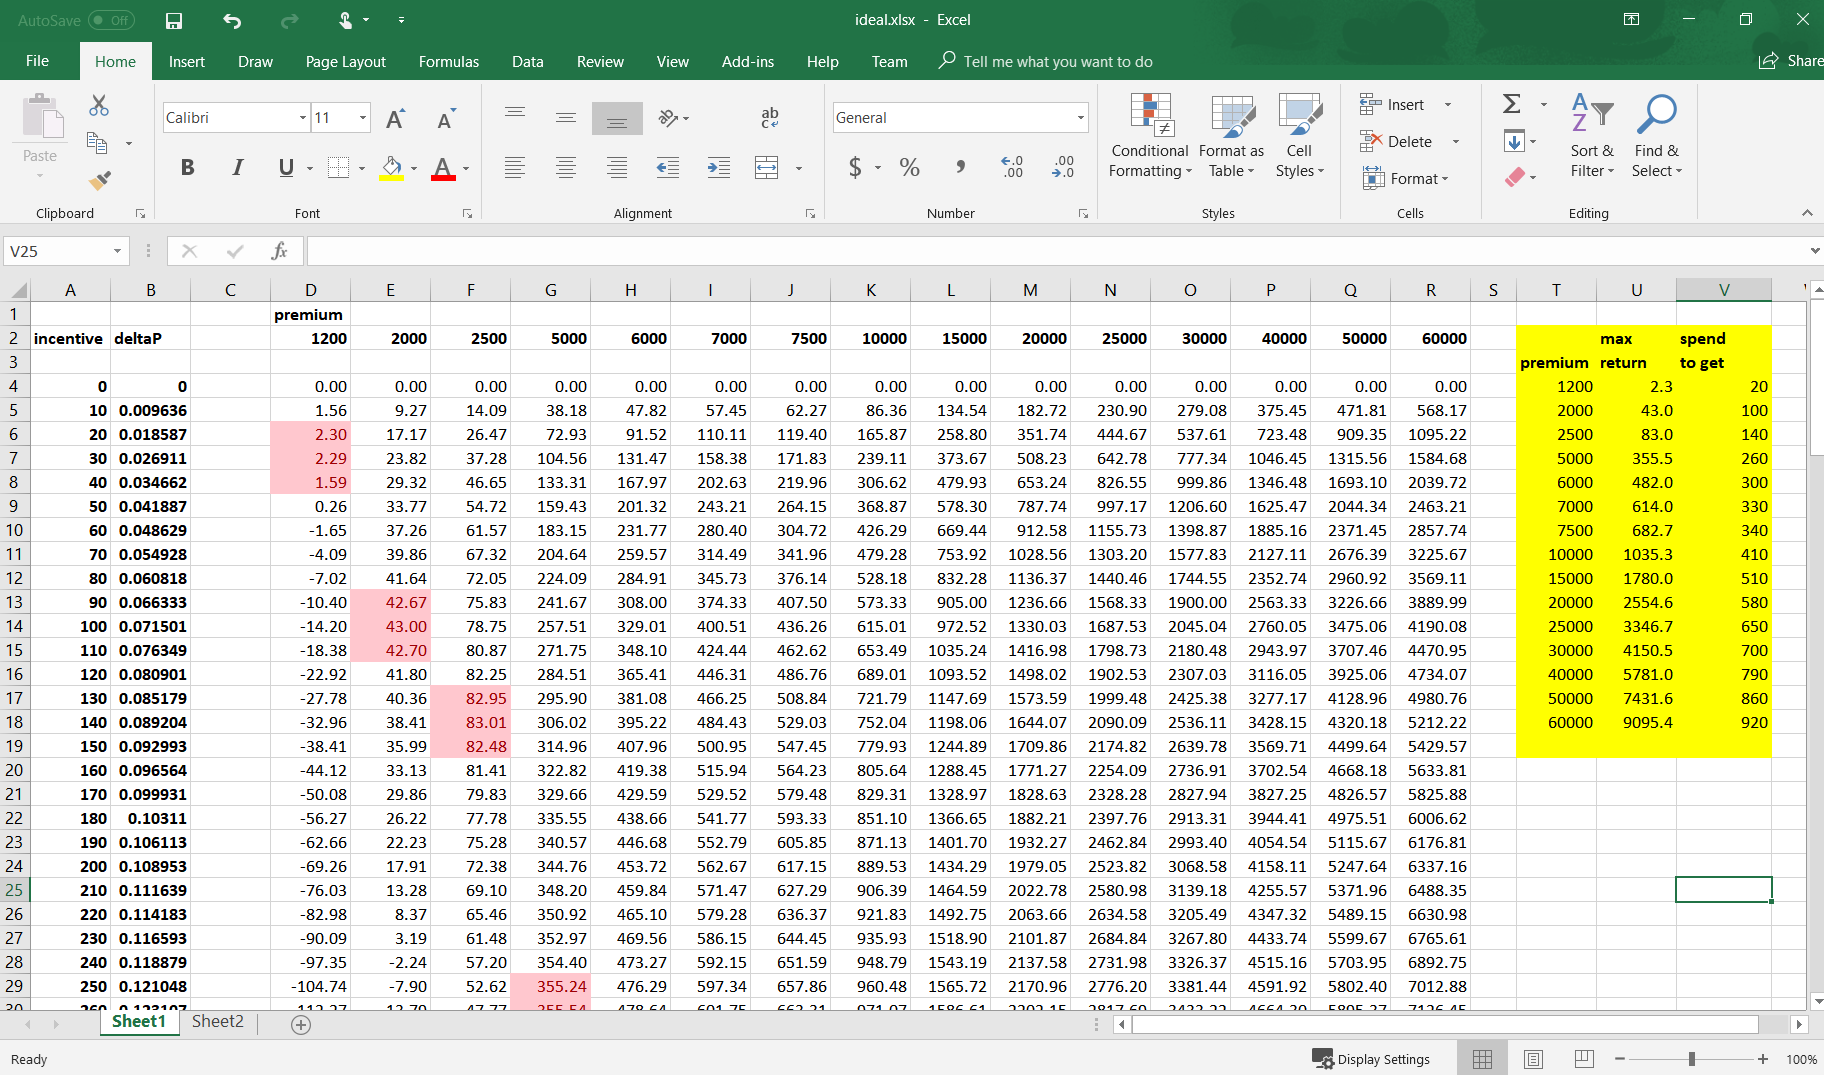 AutoSave Off ideal.xlsx - Excel
File Home Insert Draw Page Layout Formulas Data Review View Add-ins Help Team Tell me what you want to do Share
Calibri 11 ab General Σ A Insert
Paste B I U A $ % , .00 .00 Conditional Formatting Format as Table Cell Styles Delete Format Z Sort & Filter Find & Select
Clipboard Font Alignment Number Styles Cells Editing
V25 fx
A B C D E F G H I J K L M N O P Q R S T U V
1 premium
2 incentive deltaP 1200 2000 2500 5000 6000 7000 7500 10000 15000 20000 25000 30000 40000 50000 60000 max spend
3 premium return to get
4 0 0 0.00 0.00 0.00 0.00 0.00 0.00 0.00 0.00 0.00 0.00 0.00 0.00 0.00 0.00 0.00 1200 2.3 20
5 10 0.009636 1.56 9.27 14.09 38.18 47.82 57.45 62.27 86.36 134.54 182.72 230.90 279.08 375.45 471.81 568.17 2000 43.0 100
6 20 0.018587 2.30 17.17 26.47 72.93 91.52 110.11 119.40 165.87 258.80 351.74 444.67 537.61 723.48 909.35 1095.22 2500 83.0 140
7 30 0.026911 2.29 23.82 37.28 104.56 131.47 158.38 171.83 239.11 373.67 508.23 642.78 777.34 1046.45 1315.56 1584.68 5000 355.5 260
8 40 0.034662 1.59 29.32 46.65 133.31 167.97 202.63 219.96 306.62 479.93 653.24 826.55 999.86 1346.48 1693.10 2039.72 6000 482.0 300
9 50 0.041887 0.26 33.77 54.72 159.43 201.32 243.21 264.15 368.87 578.30 787.74 997.17 1206.60 1625.47 2044.34 2463.21 7000 614.0 330
10 60 0.048629 -1.65 37.26 61.57 183.15 231.77 280.40 304.72 426.29 669.44 912.58 1155.73 1398.87 1885.16 2371.45 2857.74 7500 682.7 340
11 70 0.054928 -4.09 39.86 67.32 204.64 259.57 314.49 341.96 479.28 753.92 1028.56 1303.20 1577.83 2127.11 2676.39 3225.67 10000 1035.3 410
12 80 0.060818 -7.02 41.64 72.05 224.09 284.91 345.73 376.14 528.18 832.28 1136.37 1440.46 1744.55 2352.74 2960.92 3569.11 15000 1780.0 510
13 90 0.066333 -10.40 42.67 75.83 241.67 308.00 374.33 407.50 573.33 905.00 1236.66 1568.33 1900.00 2563.33 3226.66 3889.99 20000 2554.6 580
14 100 0.071501 -14.20 43.00 78.75 257.51 329.01 400.51 436.26 615.01 972.52 1330.03 1687.53 2045.04 2760.05 3475.06 4190.08 25000 3346.7 650
15 110 0.076349 -18.38 42.70 80.87 271.75 348.10 424.44 462.62 653.49 1035.24 1416.98 1798.73 2180.48 2943.97 3707.46 4470.95 30000 4150.5 700
16 120 0.080901 -22.92 41.80 82.25 284.51 365.41 446.31 486.76 689.01 1093.52 1498.02 1902.53 2307.03 3116.05 3925.06 4734.07 40000 5781.0 790
17 130 0.085179 -27.78 40.36 82.95 295.90 381.08 466.25 508.84 721.79 1147.69 1573.59 1999.48 2425.38 3277.17 4128.96 4980.76 50000 7431.6 860
18 140 0.089204 -32.96 38.41 83.01 306.02 395.22 484.43 529.03 752.04 1198.06 1644.07 2090.09 2536.11 3428.15 4320.18 5212.22 60000 9095.4 920
19 150 0.092993 -38.41 35.99 82.48 314.96 407.96 500.95 547.45 779.93 1244.89 1709.86 2174.82 2639.78 3569.71 4499.64 5429.57
20 160 0.096564 -44.12 33.13 81.41 322.82 419.38 515.94 564.23 805.64 1288.45 1771.27 2254.09 2736.91 3702.54 4668.18 5633.81
21 170 0.099931 -50.08 29.86 79.83 329.66 429.59 529.52 579.48 829.31 1328.97 1828.63 2328.28 2827.94 3827.25 4826.57 5825.88
22 180 0.10311 -56.27 26.22 77.78 335.55 438.66 541.77 593.33 851.10 1366.65 1882.21 2397.76 2913.31 3944.41 4975.51 6006.62
23 190 0.106113 -62.66 22.23 75.28 340.57 446.68 552.79 605.85 871.13 1401.70 1932.27 2462.84 2993.40 4054.54 5115.67 6176.81
24 200 0.108953 -69.26 17.91 72.38 344.76 453.72 562.67 617.15 889.53 1434.29 1979.05 2523.82 3068.58 4158.11 5247.64 6337.16
25 210 0.111639 -76.03 13.28 69.10 348.20 459.84 571.47 627.29 906.39 1464.59 2022.78 2580.98 3139.18 4255.57 5371.96 6488.35
26 220 0.114183 -82.98 8.37 65.46 350.92 465.10 579.28 636.37 921.83 1492.75 2063.66 2634.58 3205.49 4347.32 5489.15 6630.98
27 230 0.116593 -90.09 3.19 61.48 352.97 469.56 586.15 644.45 935.93 1518.90 2101.87 2684.84 3267.80 4433.74 5599.67 6765.61
28 240 0.118879 -97.35 -2.24 57.20 354.40 473.27 592.15 651.59 948.79 1543.19 2137.58 2731.98 3326.37 4515.16 5703.95 6892.75
29 250 0.121048 -104.74 -7.90 52.62 355.24 476.29 597.34 657.86 960.48 1565.72 2170.96 2776.20 3381.44 4591.92 5802.40 7012.88
Sheet1 Sheet2
Ready Display Settings 100%